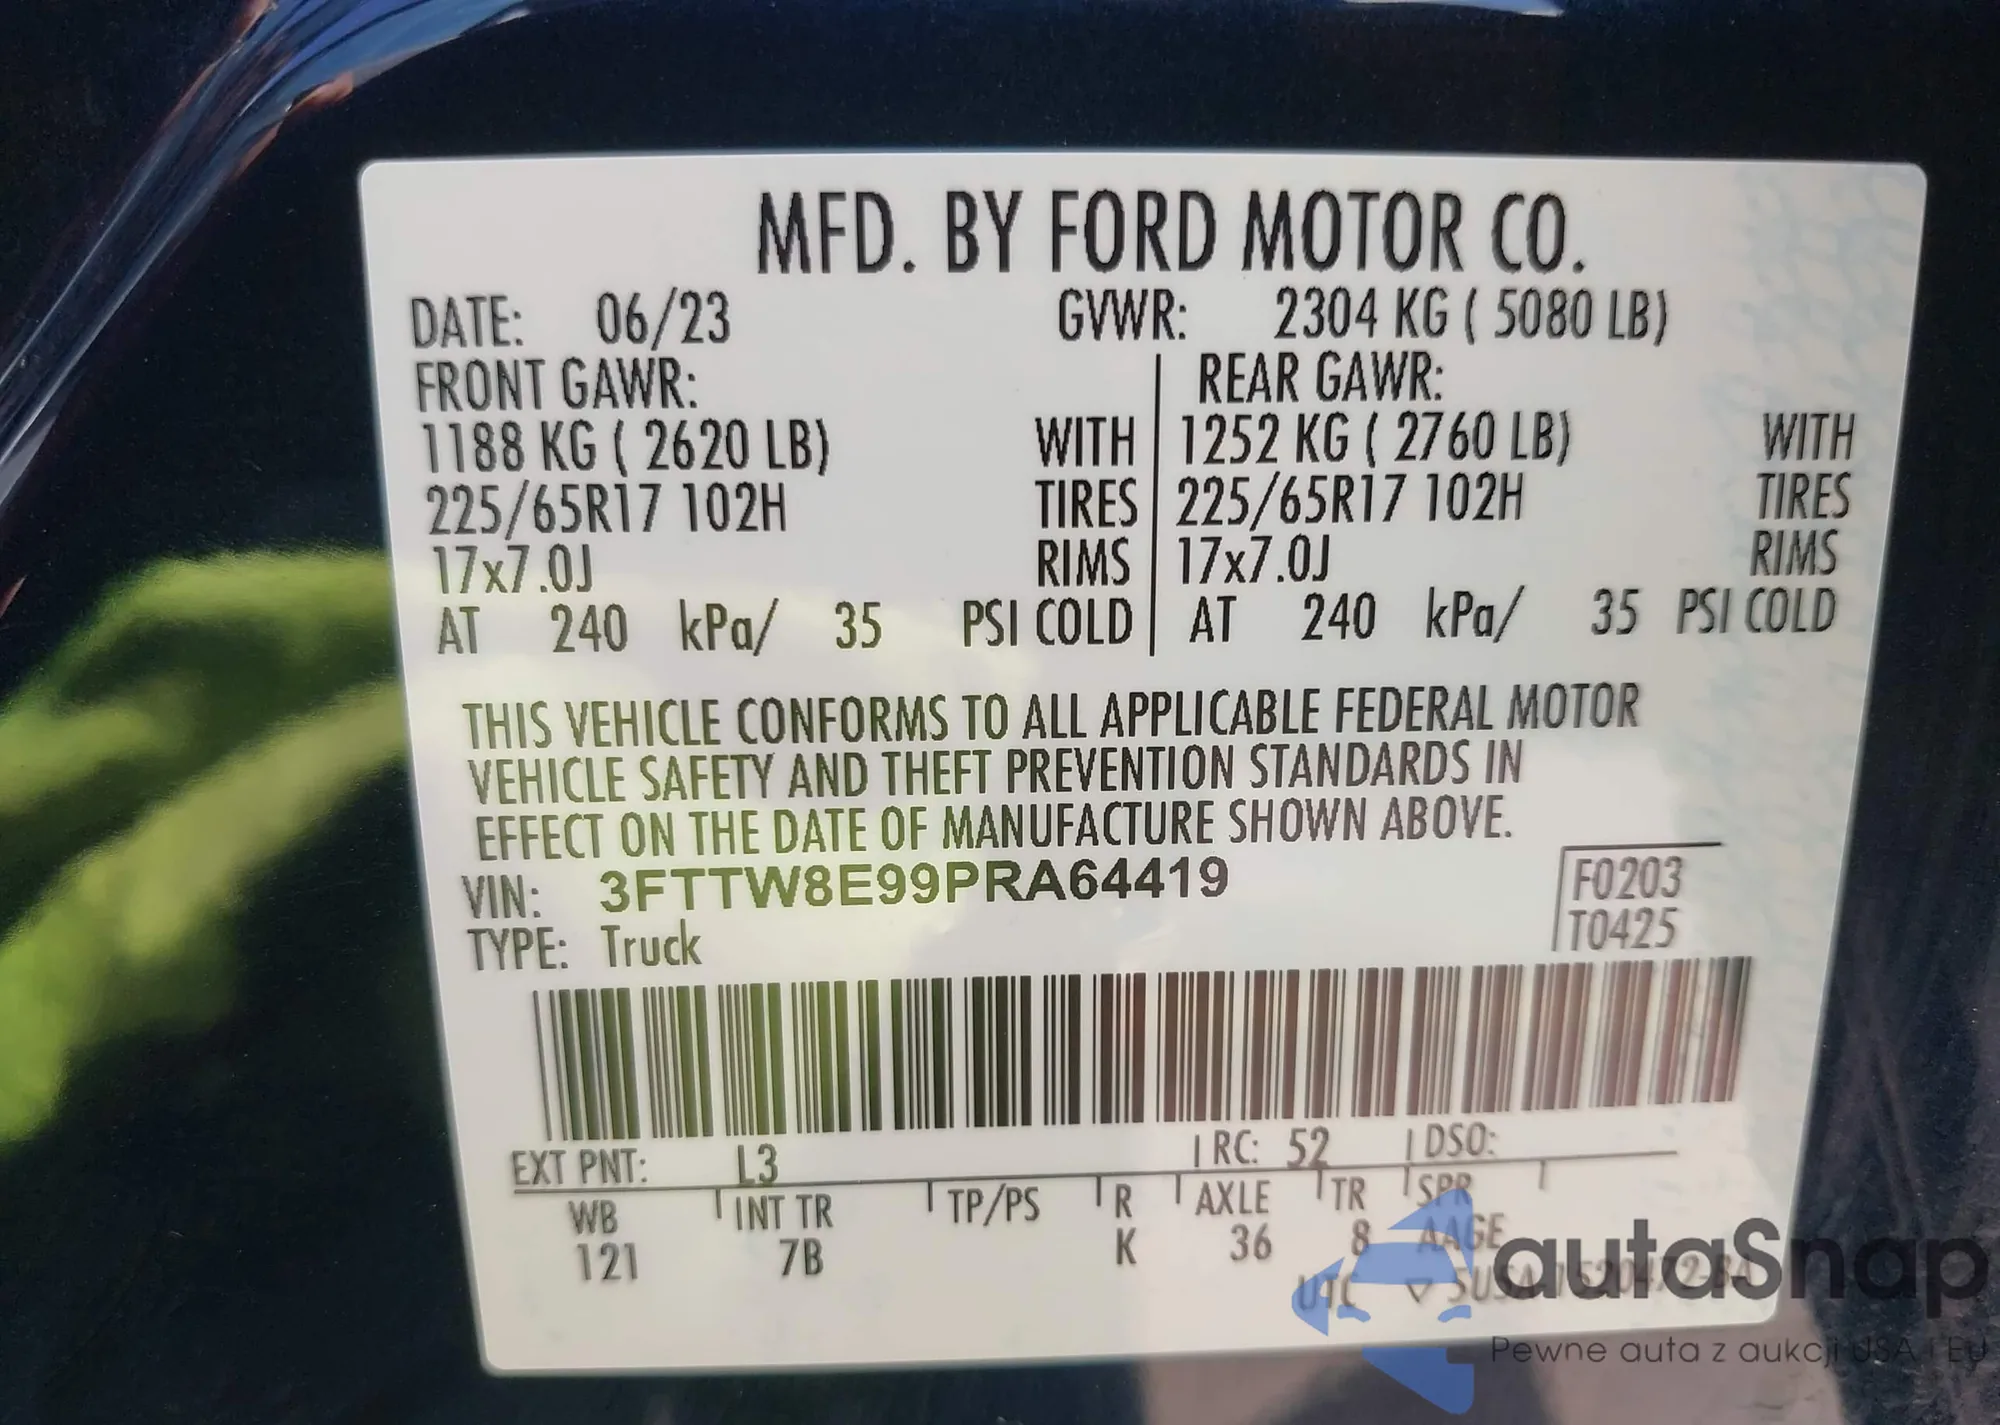 MFD. BY FORD MOTOR CO.
DATE: 06/23 GVWR: 2304 KG ( 5080 LB)
FRONT GAWR: REAR GAWR:
1188 KG ( 2620 LB) WITH 1252 KG ( 2760 LB) WITH
225/65R17 102H TIRES 225/65R17 102H TIRES
17x7.0J RIMS 17x7.0J RIMS
AT 240 kPa/ 35 PSI COLD AT 240 kPa/ 35 PSI COLD
THIS VEHICLE CONFORMS TO ALL APPLICABLE FEDERAL MOTOR
VEHICLE SAFETY AND THEFT PREVENTION STANDARDS IN
EFFECT ON THE DATE OF MANUFACTURE SHOWN ABOVE.
VIN: 3FTTW8E99PRA64419 F0203
TYPE: Truck T0425
EXT PNT: L3 RC: 52 DSO:
WB INT TR TP/PS R AXLE TR SPR
121 7B K 36 8 AAGE
UTC
autaSnap
Pewne auta z aukcji USA i EU